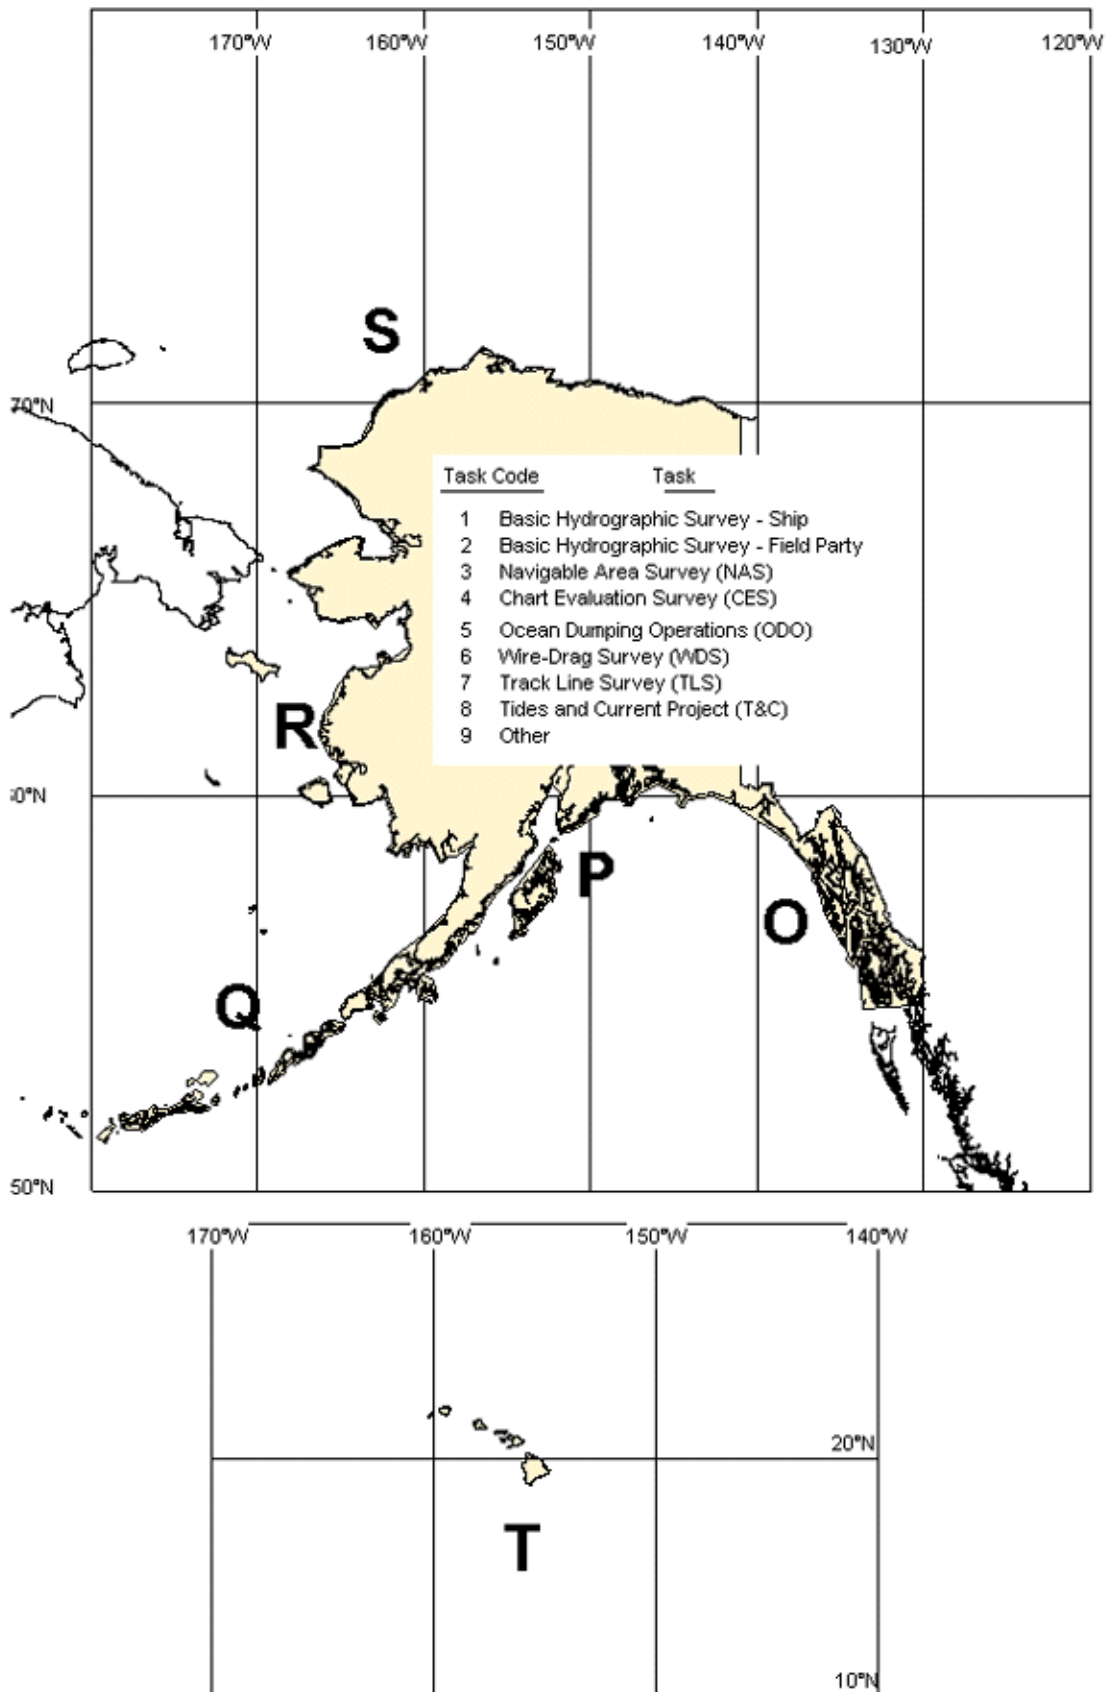 170°W 160°W 150°W 140°W 130°W 120°W
S
70°N
Task Code Task
1 Basic Hydrographic Survey - Ship
2 Basic Hydrographic Survey - Field Party
3 Navigable Area Survey (NAS)
4 Chart Evaluation Survey (CES)
5 Ocean Dumping Operations (ODO)
6 Wire-Drag Survey (WDS)
7 Track Line Survey (TLS)
8 Tides and Current Project (T&C)
9 Other
R
0°N
P
O
Q
50°N
170°W 160°W 150°W 140°W
20°N
T
10°N